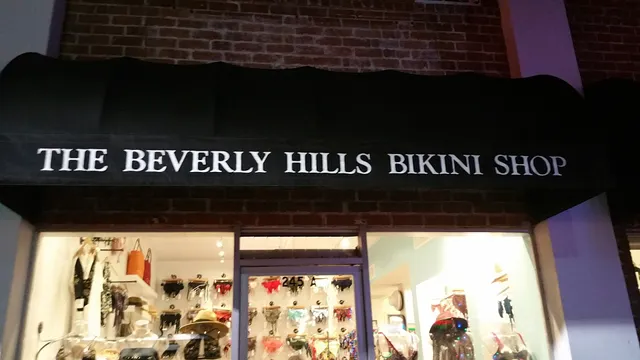 THE BEVERLY HILLS BIKINI SHOP
245 A